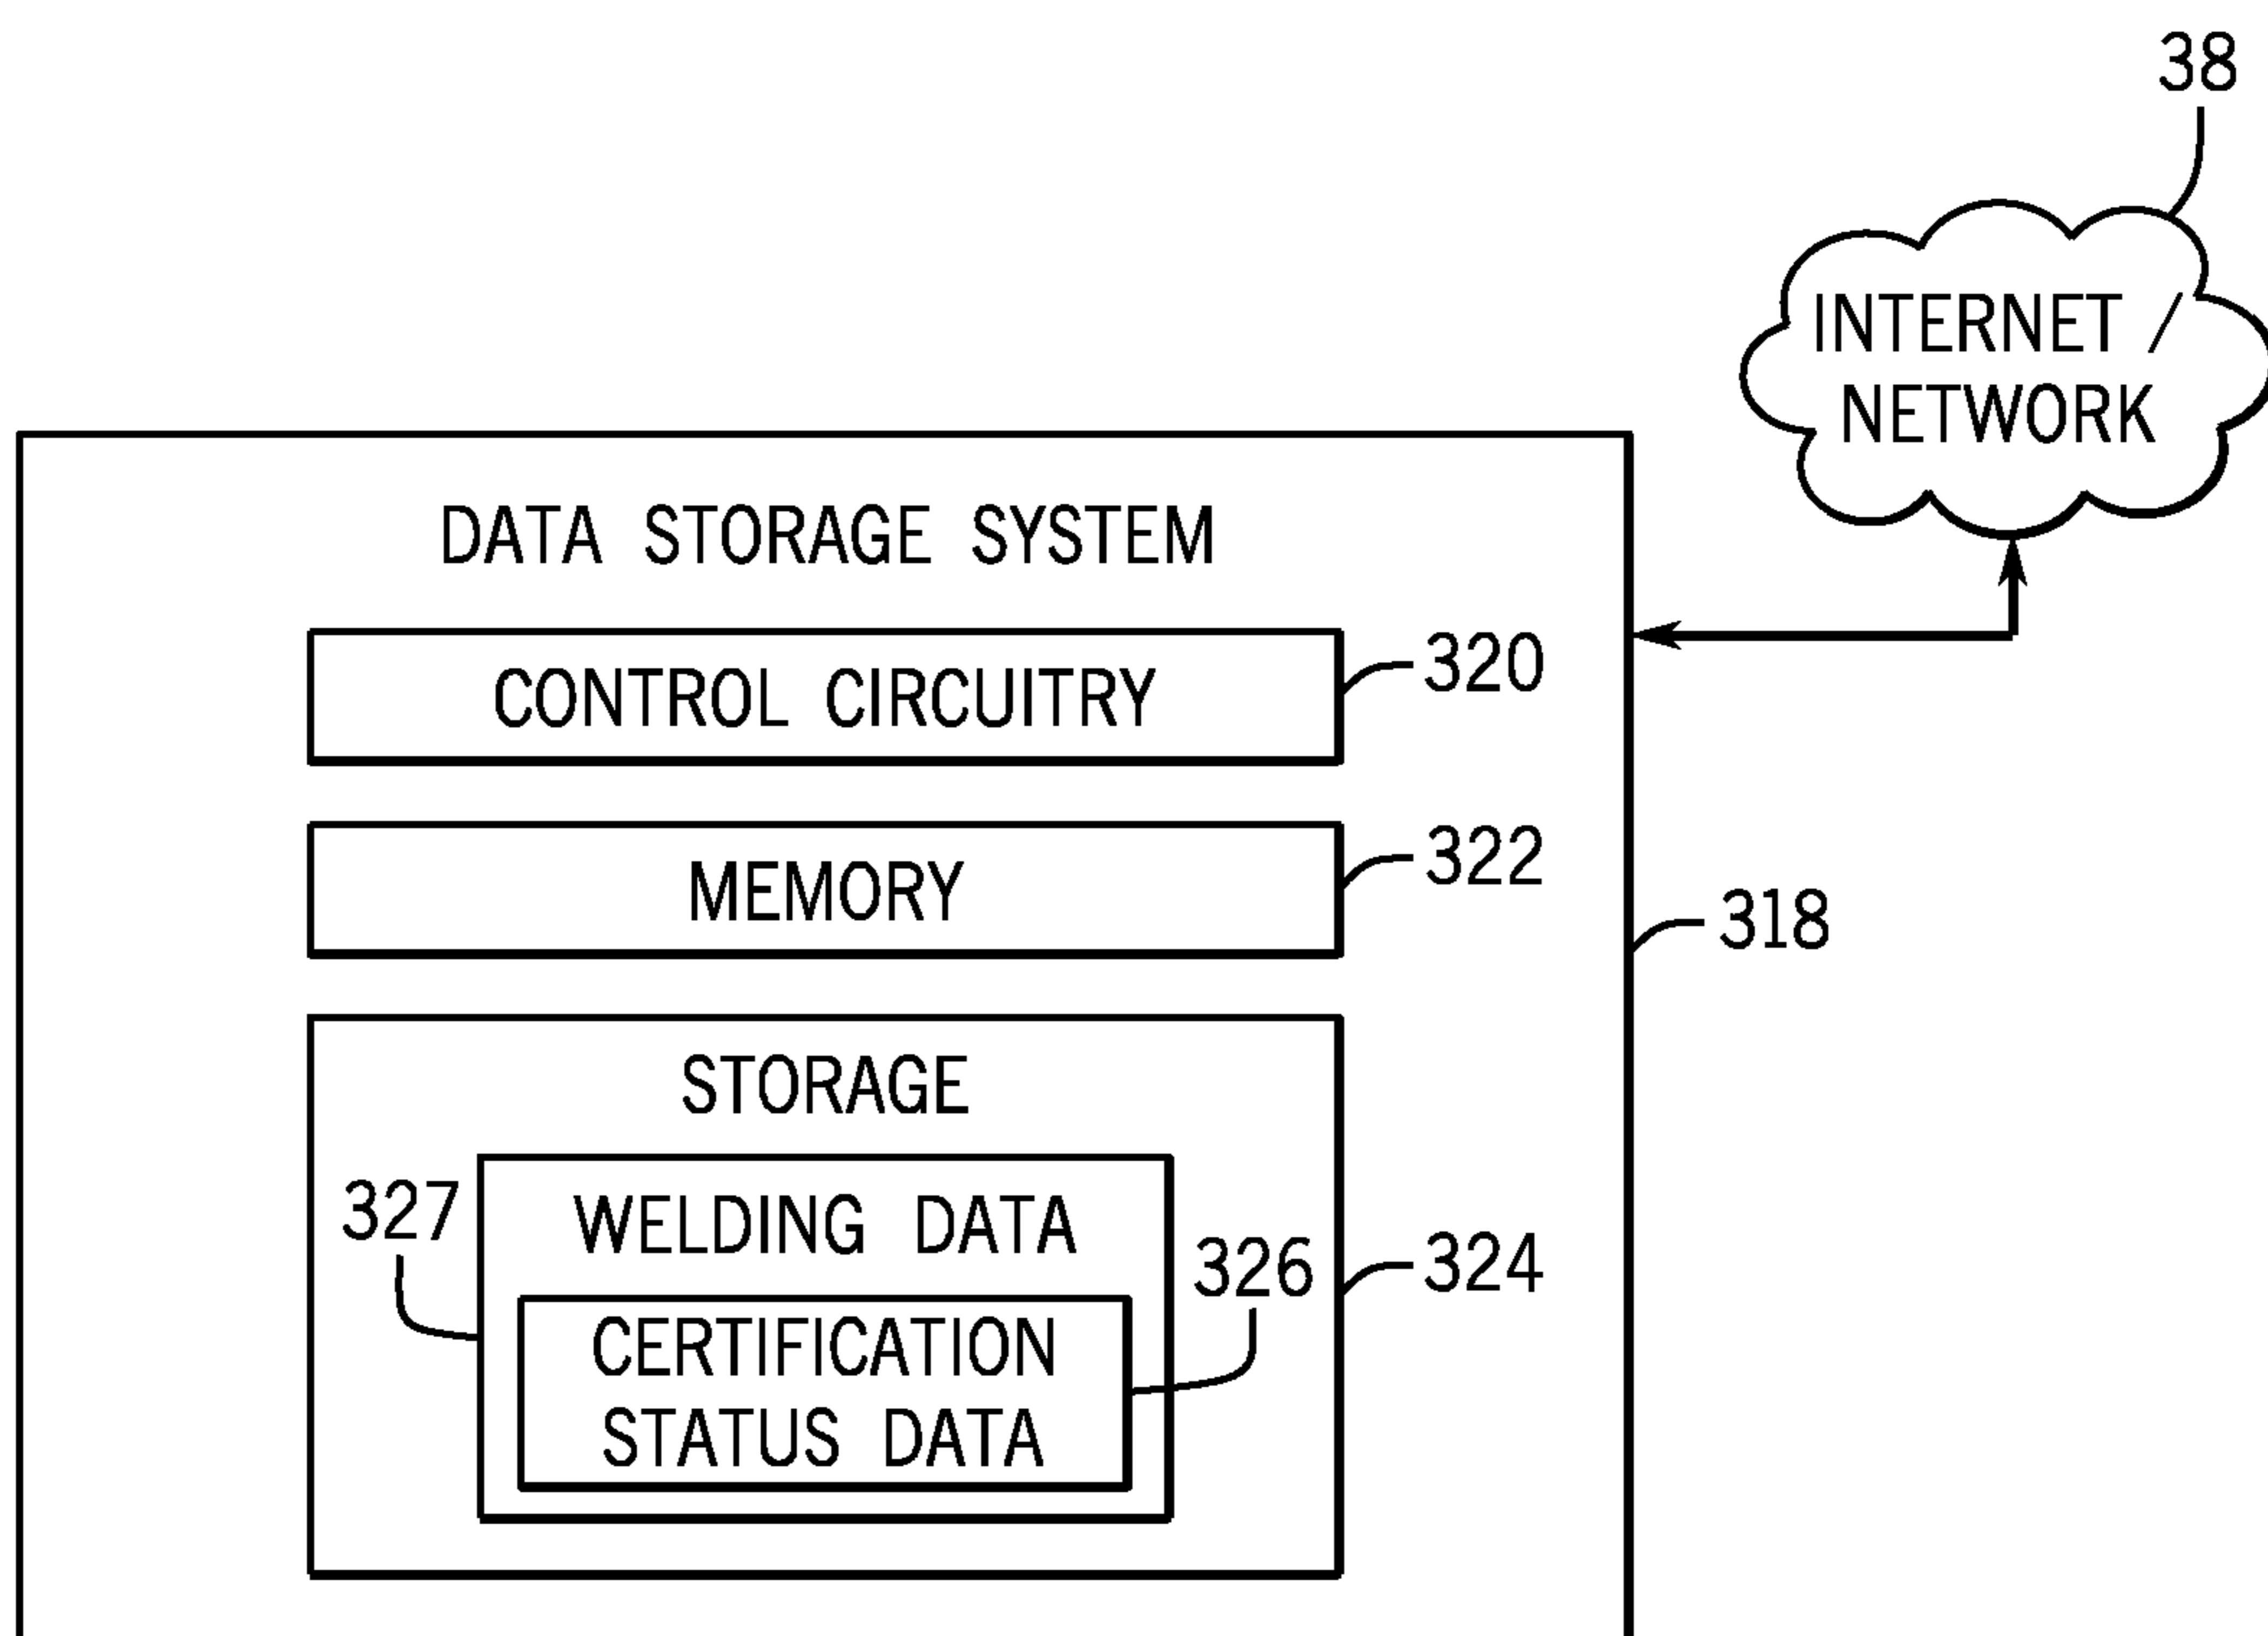 38
INTERNET /
NETWORK
DATA STORAGE SYSTEM
CONTROL CIRCUITRY
320
MEMORY
322
318
STORAGE
327
WELDING DATA
326
324
CERTIFICATION
STATUS DATA